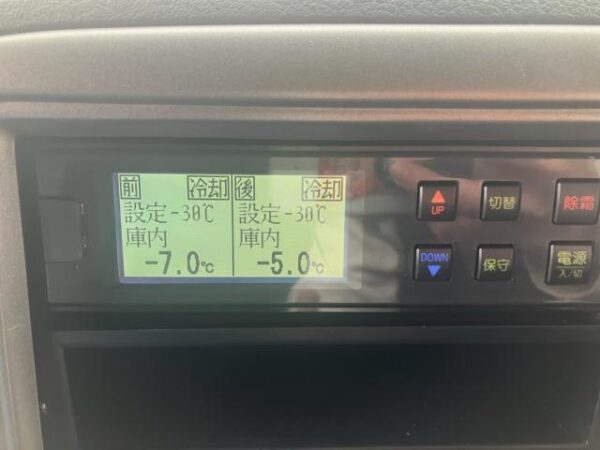 前 冷却 後 冷却
設定-30℃ 設定-30℃
庫内 庫内
-7.0℃ -5.0℃
▲
UP
切替
除霜
DOWN
▼
保守
電源
入/切